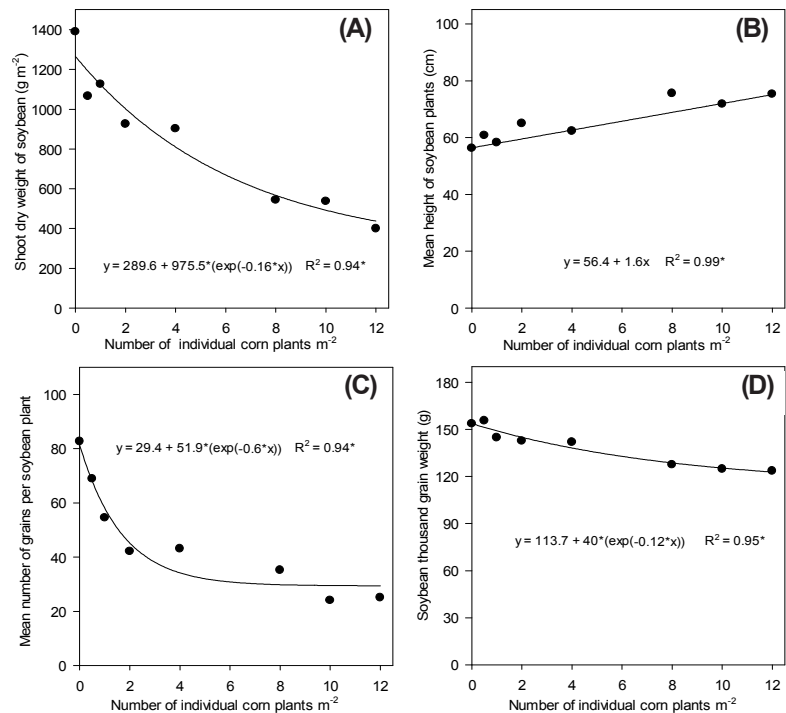 (A)
Shoot dry weight of soybean (g m-2)
1400
1200
1000
800
600
400
200
0
y = 289.6 + 975.5*(exp(-0.16*x)) R2 = 0.94*
0 2 4 6 8 10 12
Number of individual corn plants m-2
(B)
Mean height of soybean plants (cm)
100
80
60
40
20
0
y = 56.4 + 1.6x R2 = 0.99*
0 2 4 6 8 10 12
Number of individual corn plants m-2
(C)
Mean number of grains per soybean plant
100
80
60
40
20
0
y = 29.4 + 51.9*(exp(-0.6*x)) R2 = 0.94*
0 2 4 6 8 10 12
Number of individual corn plants m-2
(D)
Soybean thousand grain weight (g)
180
150
120
90
60
30
0
y = 113.7 + 40*(exp(-0.12*x)) R2 = 0.95*
0 2 4 6 8 10 12
Number of individual corn plants m-2